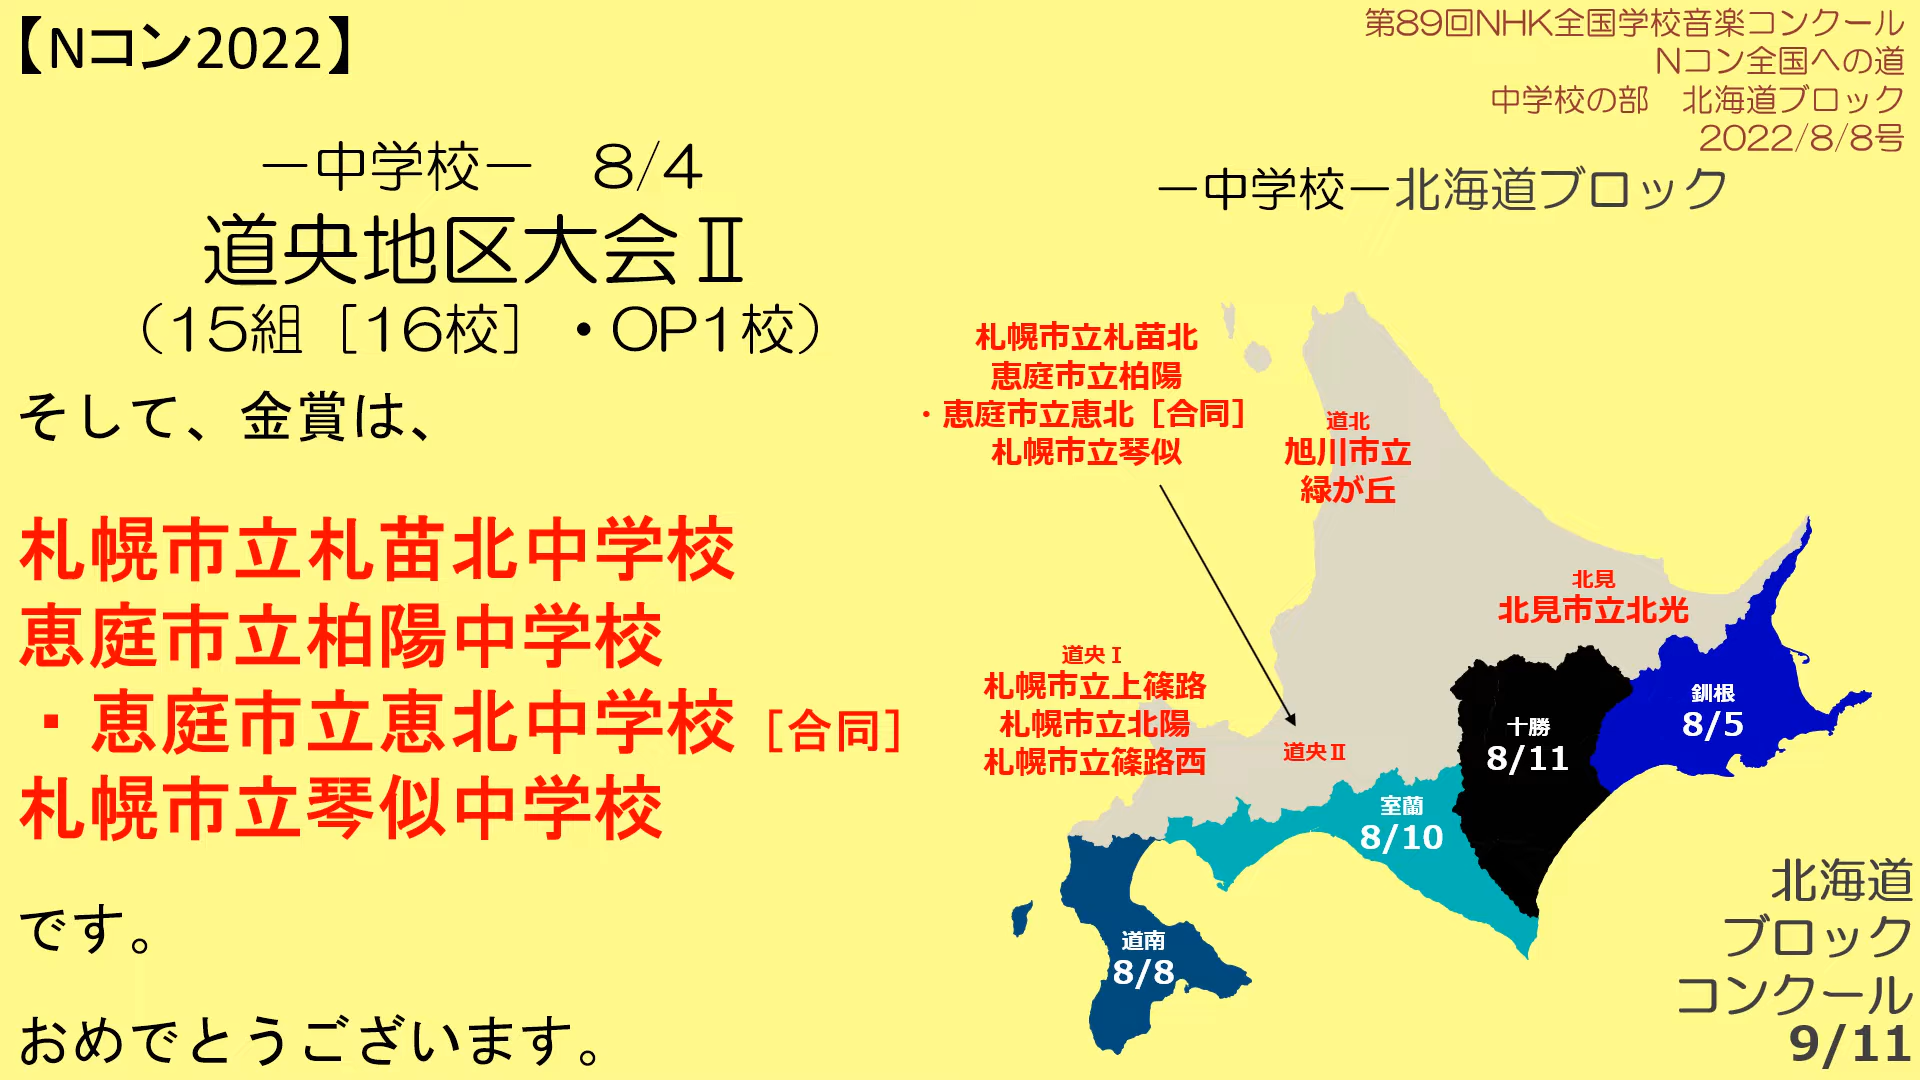 【Nコン2022】
第89回NHK全国学校音楽コンクール
Nコン全国への道
中学校の部　北海道ブロック
2022/8/8号
―中学校―　8/4
道央地区大会Ⅱ
（15組［16校］・OP1校）
そして、金賞は、
札幌市立札苗北中学校
恵庭市立柏陽中学校
・恵庭市立恵北中学校［合同］
札幌市立琴似中学校
です。
おめでとうございます。
―中学校―北海道ブロック
札幌市立札苗北
恵庭市立柏陽
・恵庭市立恵北［合同］
札幌市立琴似
道北
旭川市立
緑が丘
北見
北見市立北光
道央Ⅰ
札幌市立上篠路
札幌市立北陽
札幌市立篠路西
道央Ⅱ
釧根
8/5
十勝
8/11
室蘭
8/10
道南
8/8
北海道
ブロック
コンクール
9/11